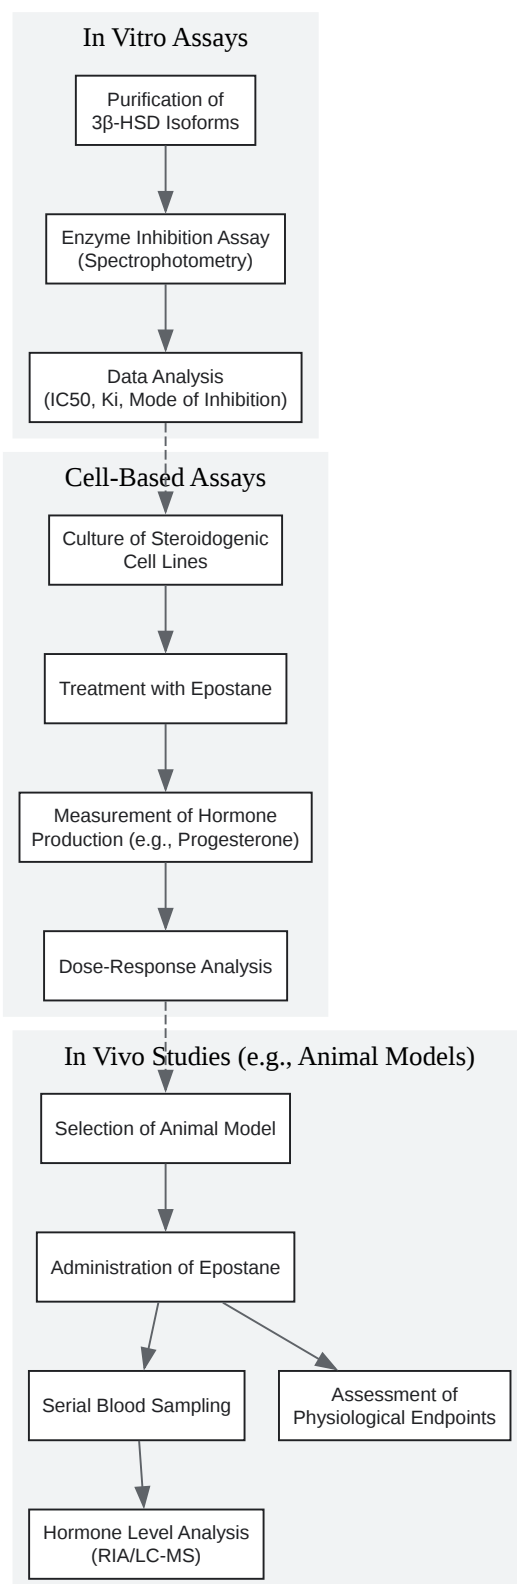 In Vitro Assays
Purification of
3β-HSD Isoforms
Enzyme Inhibition Assay
(Spectrophotometry)
Data Analysis
(IC50, Ki, Mode of Inhibition)
Cell-Based Assays
Culture of Steroidogenic
Cell Lines
Treatment with Epostane
Measurement of Hormone
Production (e.g., Progesterone)
Dose-Response Analysis
In Vivo Studies (e.g., Animal Models)
Selection of Animal Model
Administration of Epostane
Serial Blood Sampling
Assessment of
Physiological Endpoints
Hormone Level Analysis
(RIA/LC-MS)